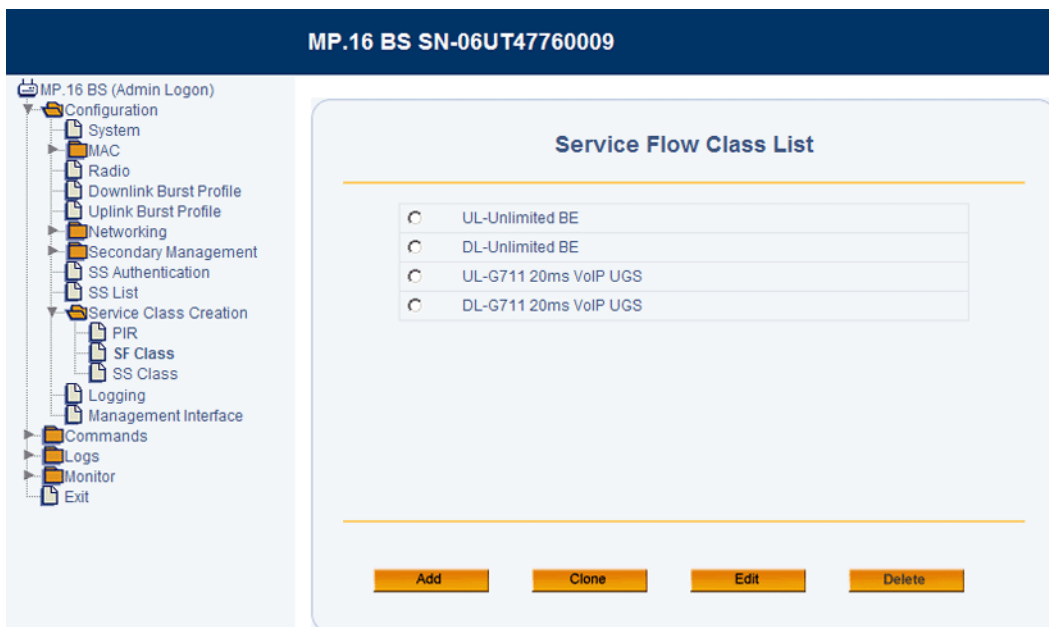 MP.16 BS SN-06UT47760009
MP.16 BS (Admin Logon)
Configuration
System
MAC
Radio
Downlink Burst Profile
Uplink Burst Profile
Networking
Secondary Management
SS Authentication
SS List
Service Class Creation
PIR
SF Class
SS Class
Logging
Management Interface
Commands
Logs
Monitor
Exit
Service Flow Class List
UL-Unlimited BE
DL-Unlimited BE
UL-G711 20ms VoIP UGS
DL-G711 20ms VoIP UGS
Add
Clone
Edit
Delete